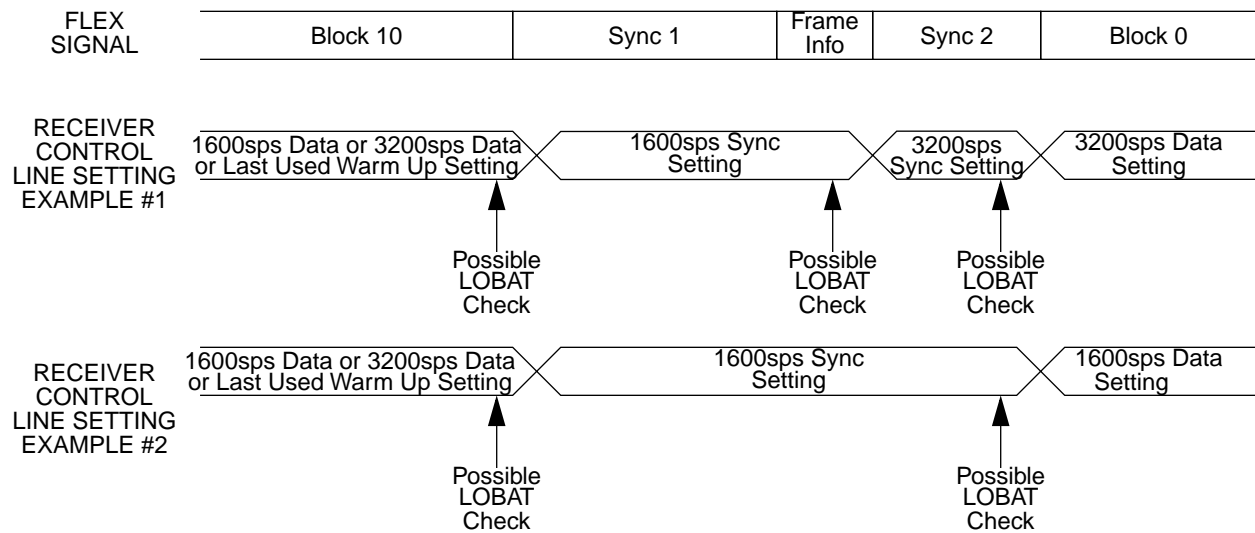 FLEX
SIGNAL
Block 10
Sync 1
Frame
Info
Sync 2
Block 0
RECEIVER
CONTROL
LINE SETTING
EXAMPLE #1
1600sps Data or 3200sps Data
or Last Used Warm Up Setting
1600sps Sync
Setting
3200sps
Sync Setting
3200sps Data
Setting
Possible
LOBAT
Check
Possible
LOBAT
Check
Possible
LOBAT
Check
RECEIVER
CONTROL
LINE SETTING
EXAMPLE #2
1600sps Data or 3200sps Data
or Last Used Warm Up Setting
1600sps Sync
Setting
1600sps Data
Setting
Possible
LOBAT
Check
Possible
LOBAT
Check